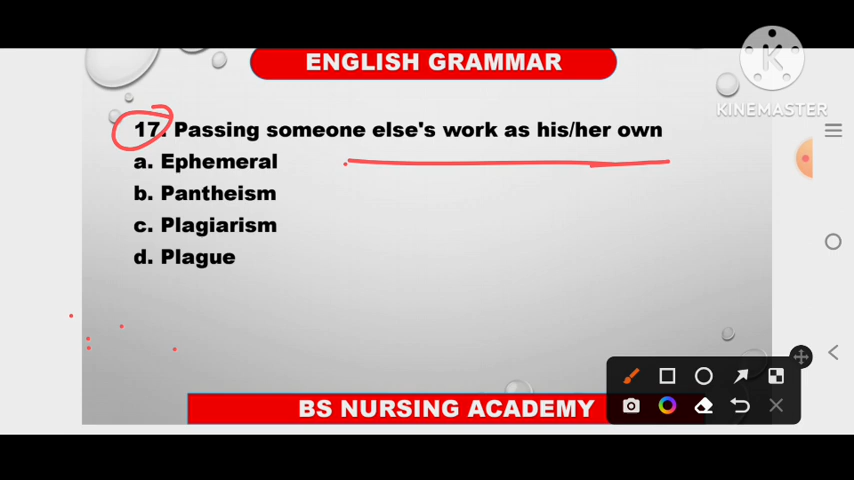 ENGLISH GRAMMAR
KINEMASTER
17. Passing someone else's work as his/her own
a. Ephemeral
b. Pantheism
c. Plagiarism
d. Plague
BS NURSING ACADEMY